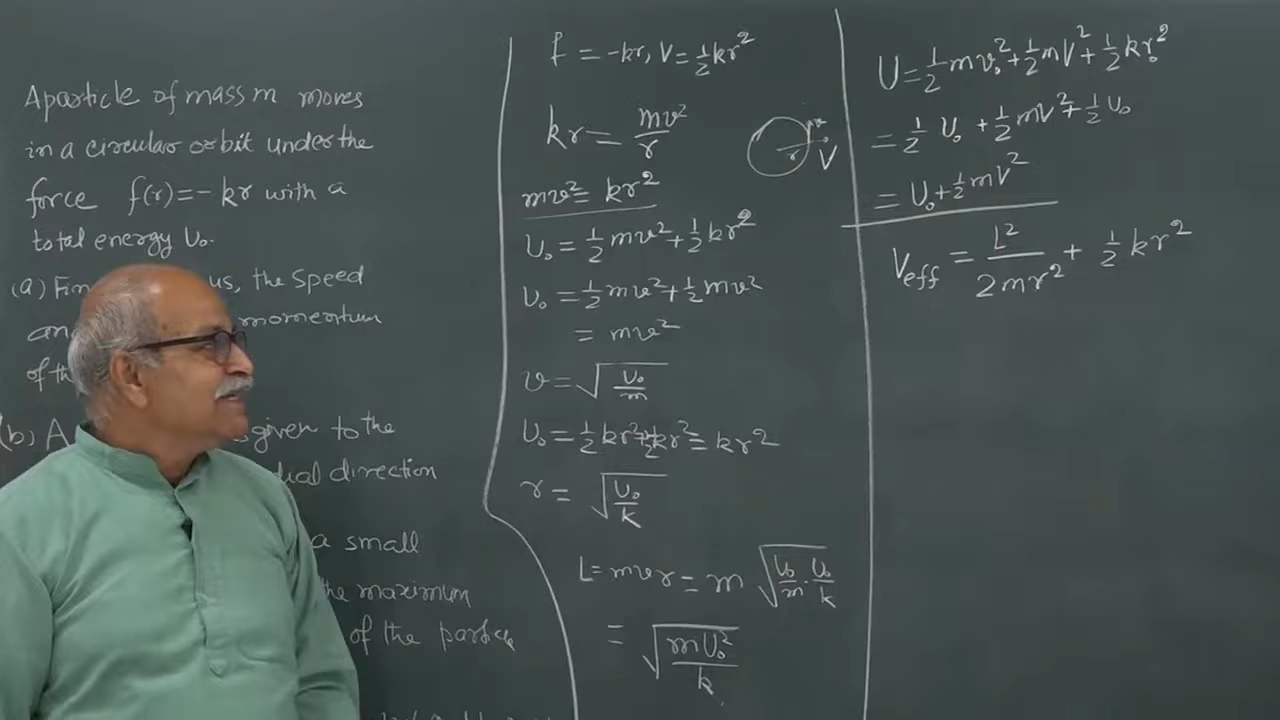 A particle of mass m moves
in a circular orbit under the
force f(r) = - kr with a
total energy U₀.
(a) Fin us, the speed
an momentum
of th
(b) A given to the
dial direction
a small
the maximum
of the particle
f = -kr, V = ½kr²
kr = mv²/r
mv² = kr²
U₀ = ½mv² + ½kr²
U₀ = ½mv² + ½mv²
= mv²
v = √(U₀/m)
U₀ = ½kr² + ½kr² = kr²
r = √(U₀/k)
L = mvr = m √(U₀/m · U₀/k)
= √(mU₀²/k)
v
r
V
U = ½mv₀² + ½mV² + ½kr₀²
= ½ U₀ + ½mV² + ½U₀
= U₀ + ½mV²
V_eff = L²/2mr² + ½kr²